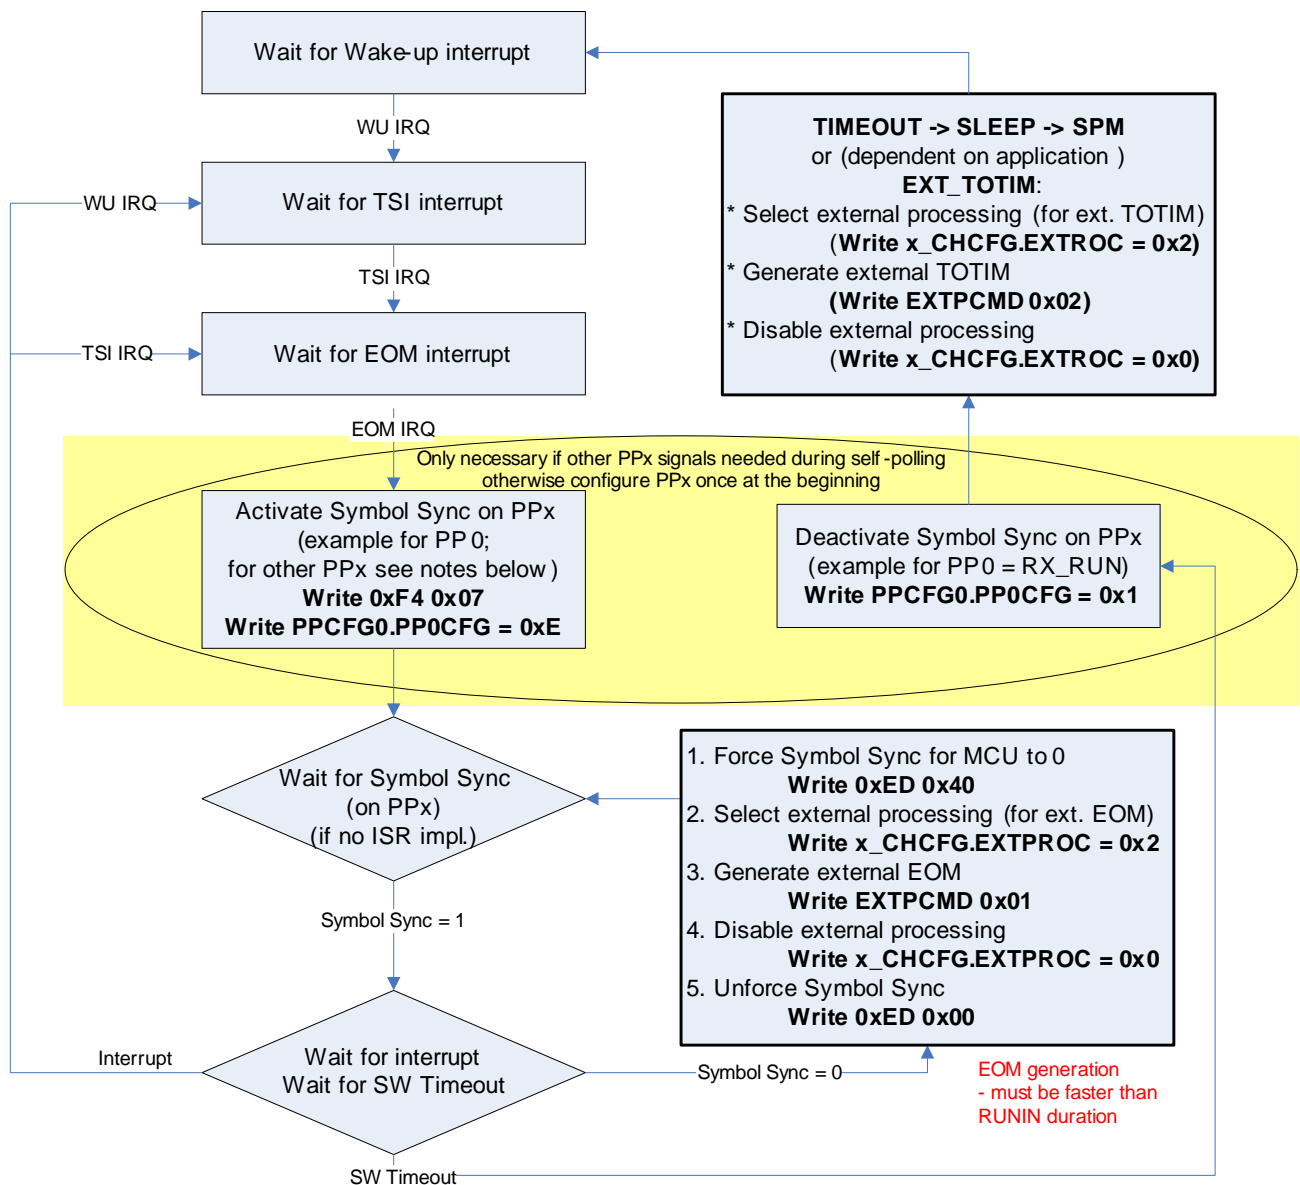 Wait for Wake-up interrupt
WU IRQ
WU IRQ
Wait for TSI interrupt
TSI IRQ
TSI IRQ
Wait for EOM interrupt
EOM IRQ
TIMEOUT -> SLEEP -> SPM
or (dependent on application )
EXT_TOTIM:
* Select external processing (for ext. TOTIM)
(Write x_CHCFG.EXTROC = 0x2)
* Generate external TOTIM
(Write EXTPCMD 0x02)
* Disable external processing
(Write x_CHCFG.EXTROC = 0x0)
Only necessary if other PPx signals needed during self-polling
otherwise configure PPx once at the beginning
Activate Symbol Sync on PPx
(example for PP0;
for other PPx see notes below)
Write 0xF4 0x07
Write PPCFG0.PP0CFG = 0xE
Deactivate Symbol Sync on PPx
(example for PP0 = RX_RUN)
Write PPCFG0.PP0CFG = 0x1
Wait for Symbol Sync
(on PPx)
(if no ISR impl.)
Symbol Sync = 1
1. Force Symbol Sync for MCU to 0
Write 0xED 0x40
2. Select external processing (for ext. EOM)
Write x_CHCFG.EXTPROC = 0x2
3. Generate external EOM
Write EXTPCMD 0x01
4. Disable external processing
Write x_CHCFG.EXTPROC = 0x0
5. Unforce Symbol Sync
Write 0xED 0x00
Interrupt
Wait for interrupt
Wait for SW Timeout
Symbol Sync = 0
EOM generation
- must be faster than
RUNIN duration
SW Timeout